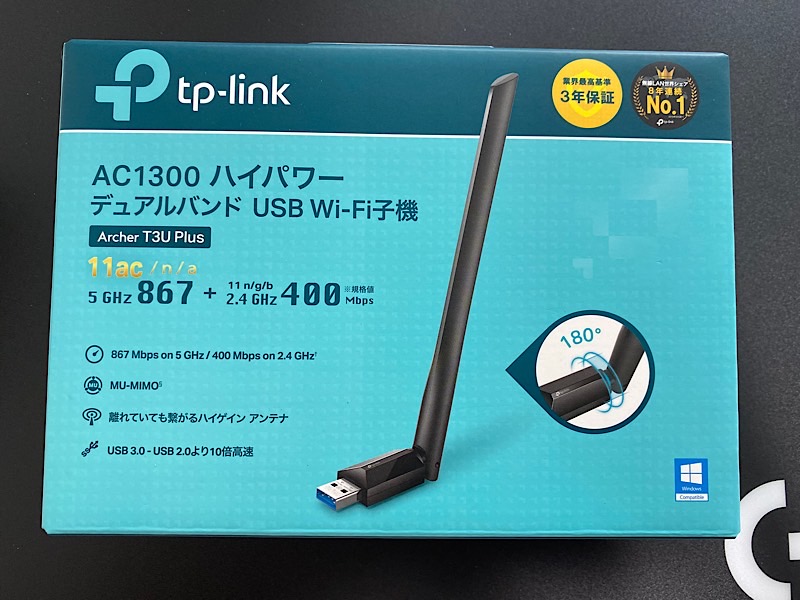 tp-link
業界最高基準
3年保証
無線LAN世界シェア
8年連続
No.1
tp-link
AC1300 ハイパワー
デュアルバンド USB Wi-Fi子機
Archer T3U Plus
11ac / n / a
5 GHz 867 + 11 n/g/b 2.4 GHz 400 ※規格値 Mbps
867 Mbps on 5 GHz / 400 Mbps on 2.4 GHz†
MU-MIMO§
離れていても繋がるハイゲイン アンテナ
USB 3.0 - USB 2.0より10倍高速
180°
Windows
Compatible